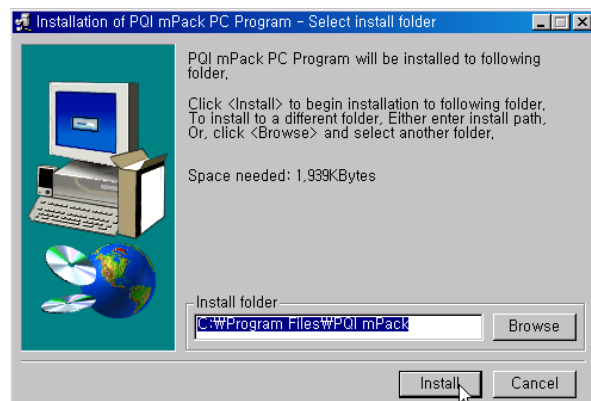 Installation of PQI mPack PC Program - Select install folder
PQI mPack PC Program will be installed to following
folder,
Click <Install> to begin installation to following folder,
To install to a different folder, Either enter install path,
Or, click <Browse> and select another folder,
Space needed: 1,939KBytes
Install folder
C:₩Program Files₩PQI mPack
Browse
Install
Cancel